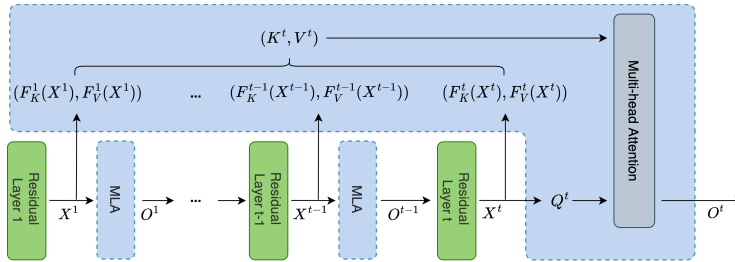 (K^t, V^t)
(F_K^1(X^1), F_V^1(X^1)) ... (F_K^{t-1}(X^{t-1}), F_V^{t-1}(X^{t-1})) (F_K^t(X^t), F_V^t(X^t))
Multi-head Attention
Residual
Layer 1
X^1
MLA
O^1
...
Residual
Layer t-1
X^{t-1}
MLA
O^{t-1}
Residual
Layer t
X^t
Q^t
O^t